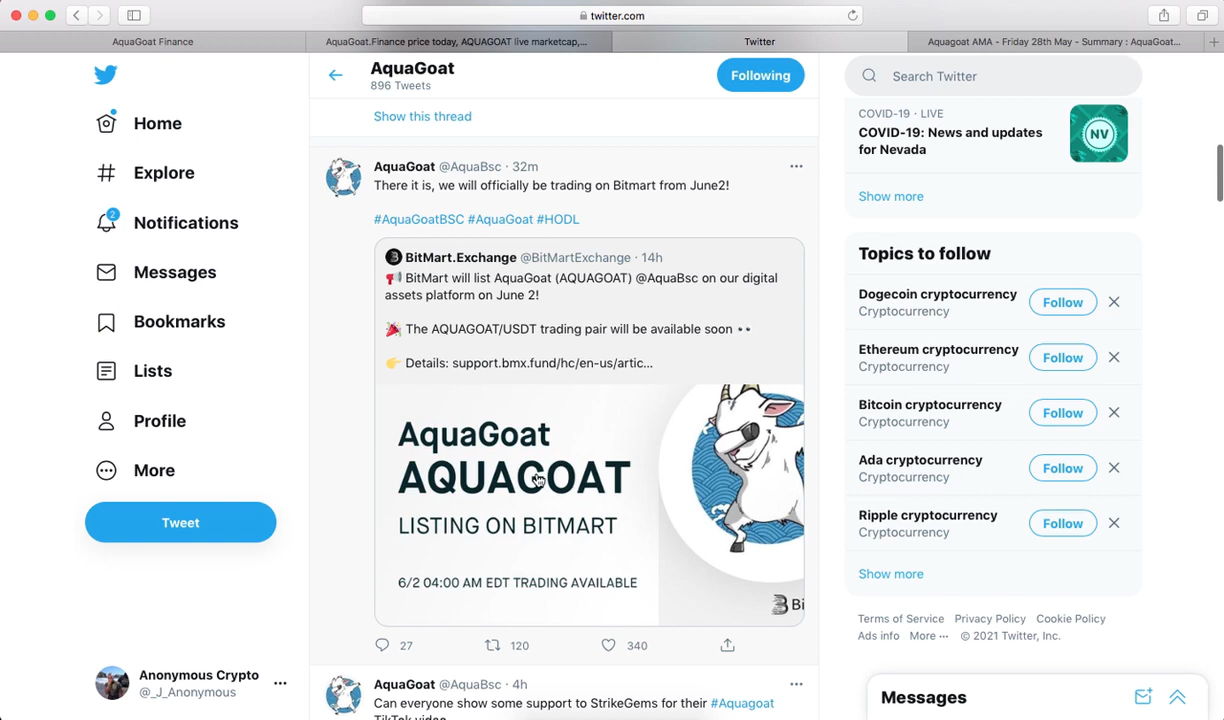 twitter.com
AquaGoat Finance
AquaGoat.Finance price today, AQUAGOAT live marketcap,...
Twitter
Aquagoat AMA - Friday 28th May - Summary : AquaGoat...
Home
Explore
2
Notifications
Messages
Bookmarks
Lists
Profile
More
Tweet
Anonymous Crypto
@_J_Anonymous
AquaGoat
896 Tweets
Following
Show this thread
AquaGoat @AquaBsc · 32m
There it is, we will officially be trading on Bitmart from June2!
#AquaGoatBSC #AquaGoat #HODL
BitMart.Exchange @BitMartExchange · 14h
BitMart will list AquaGoat (AQUAGOAT) @AquaBsc on our digital
assets platform on June 2!
The AQUAGOAT/USDT trading pair will be available soon
Details: support.bmx.fund/hc/en-us/artic...
AquaGoat
AQUAGOAT
LISTING ON BITMART
6/2 04:00 AM EDT TRADING AVAILABLE
Bi
27
120
340
AquaGoat @AquaBsc · 4h
Can everyone show some support to StrikeGems for their #Aquagoat
TikTok video
Search Twitter
COVID-19 · LIVE
COVID-19: News and updates
for Nevada
NV
Show more
Topics to follow
Dogecoin cryptocurrency
Cryptocurrency
Follow
Ethereum cryptocurrency
Cryptocurrency
Follow
Bitcoin cryptocurrency
Cryptocurrency
Follow
Ada cryptocurrency
Cryptocurrency
Follow
Ripple cryptocurrency
Cryptocurrency
Follow
Show more
Terms of Service Privacy Policy Cookie Policy
Ads info More ··· © 2021 Twitter, Inc.
Messages